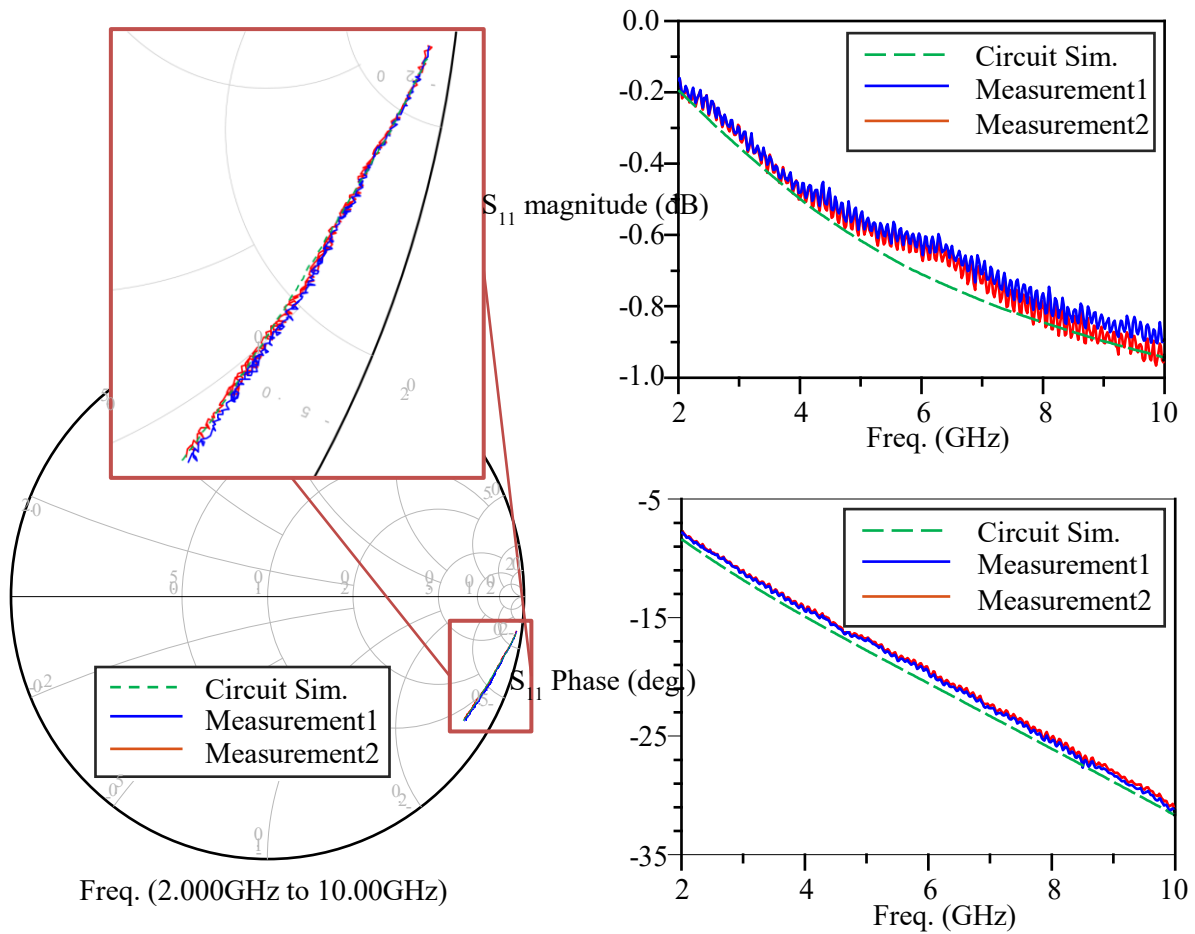 0.0
-0.2
-0.4
-0.6
-0.8
-1.0
S11 magnitude (dB)
Circuit Sim.
Measurement1
Measurement2
2
4
6
8
10
Freq. (GHz)
Circuit Sim.
Measurement1
Measurement2
Freq. (2.000GHz to 10.00GHz)
-5
-15
-25
-35
S11 Phase (deg.)
Circuit Sim.
Measurement1
Measurement2
2
4
6
8
10
Freq. (GHz)